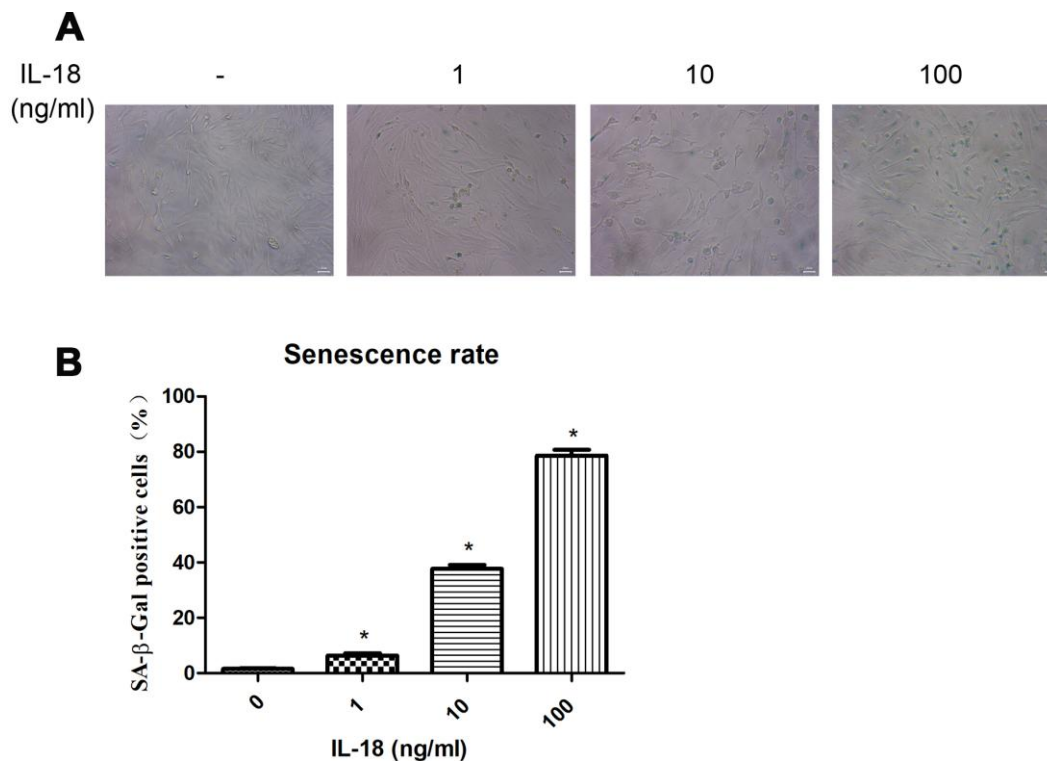 A
IL-18 (ng/ml)
- 1 10 100
B
Senescence rate
SA-β-Gal positive cells（%）
100
80
60
40
20
0
*
*
*
0 1 10 100
IL-18 (ng/ml)